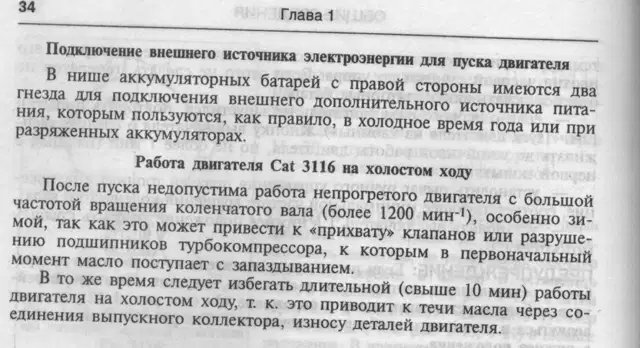 34
Глава 1
Подключение внешнего источника электроэнергии для пуска двигателя
В нише аккумуляторных батарей с правой стороны имеются два
гнезда для подключения внешнего дополнительного источника пита-
ния, которым пользуются, как правило, в холодное время года или при
разряженных аккумуляторах.
Работа двигателя Cat 3116 на холостом ходу
После пуска недопустима работа непрогретого двигателя с большой
частотой вращения коленчатого вала (более 1200 мин⁻¹), особенно зи-
мой, так как это может привести к «прихвату» клапанов или разруше-
нию подшипников турбокомпрессора, к которым в первоначальный
момент масло поступает с запаздыванием.
В то же время следует избегать длительной (свыше 10 мин) работы
двигателя на холостом ходу, т. к. это приводит к течи масла через со-
единения выпускного коллектора, износу деталей двигателя.